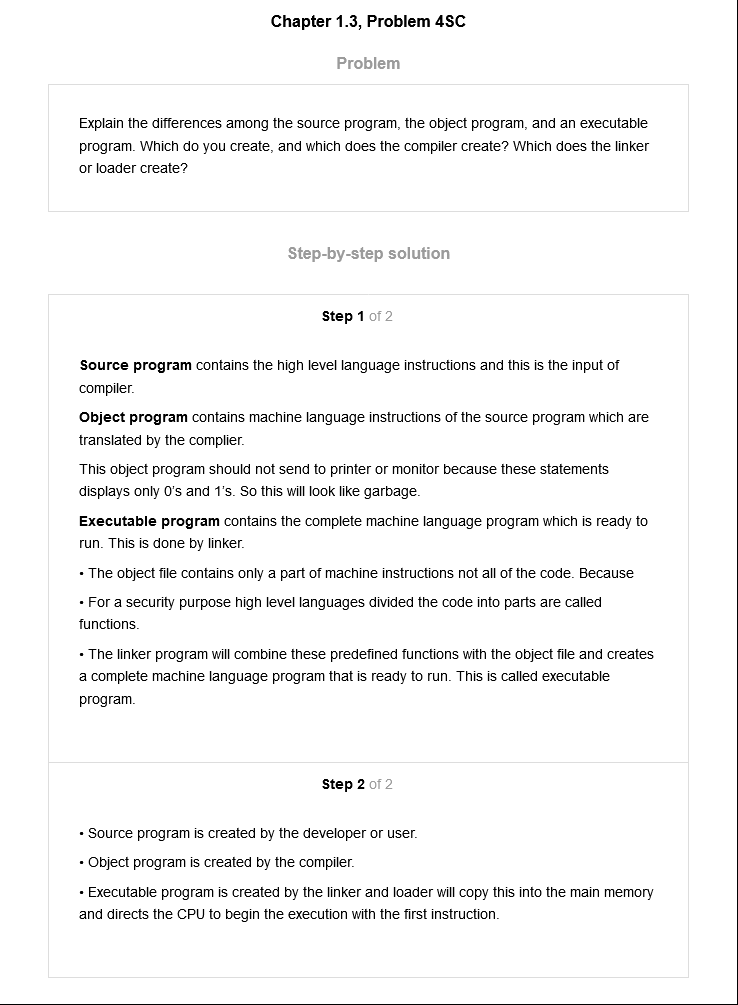 Chapter 1.3, Problem 4SC
Problem
Explain the differences among the source program, the object program, and an executable
program. Which do you create, and which does the compiler create? Which does the linker
or loader create?
Step-by-step solution
Step 1 of 2
Source program contains the high level language instructions and this is the input of
compiler.
Object program contains machine language instructions of the source program which are
translated by the complier.
This object program should not send to printer or monitor because these statements
displays only 0's and 1's. So this will look like garbage.
Executable program contains the complete machine language program which is ready to
run. This is done by linker.
• The object file contains only a part of machine instructions not all of the code. Because
• For a security purpose high level languages divided the code into parts are called
functions.
• The linker program will combine these predefined functions with the object file and creates
a complete machine language program that is ready to run. This is called executable
program.
Step 2 of 2
• Source program is created by the developer or user.
• Object program is created by the compiler.
• Executable program is created by the linker and loader will copy this into the main memory
and directs the CPU to begin the execution with the first instruction.